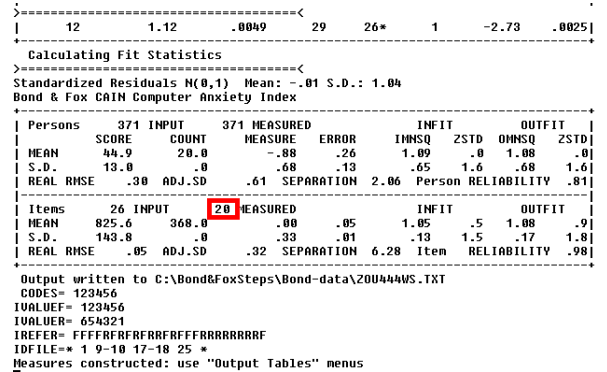 >=====================================<
| 12 1.12 .0049 29 26* 1 -2.73 .0025|
Calculating Fit Statistics
>=====================================<
Standardized Residuals N(0,1) Mean: -.01 S.D.: 1.04
Bond & Fox CAIN Computer Anxiety Index
| Persons 371 INPUT 371 MEASURED INFIT OUTFIT |
| SCORE COUNT MEASURE ERROR IMNSQ ZSTD OMNSQ ZSTD|
| MEAN 44.9 20.0 -.88 .26 1.09 .0 1.08 .0|
| S.D. 13.0 .0 .68 .13 .65 1.6 .68 1.6|
| REAL RMSE .30 ADJ.SD .61 SEPARATION 2.06 Person RELIABILITY .81|
| Items 26 INPUT 20 MEASURED INFIT OUTFIT |
| MEAN 825.6 368.0 .00 .05 1.05 .5 1.08 .9|
| S.D. 143.8 .0 .33 .01 .13 1.5 .17 1.8|
| REAL RMSE .05 ADJ.SD .32 SEPARATION 6.28 Item RELIABILITY .98|
Output written to C:\Bond&FoxSteps\Bond-data\ZOU444WS.TXT
CODES= 123456
IVALUEF= 123456
IVALUER= 654321
IREFER= FFFFRFRFRFRRFRFFFRRRRRRRRF
IDFILE=* 1 9-10 17-18 25 *
Measures constructed: use "Output Tables" menus